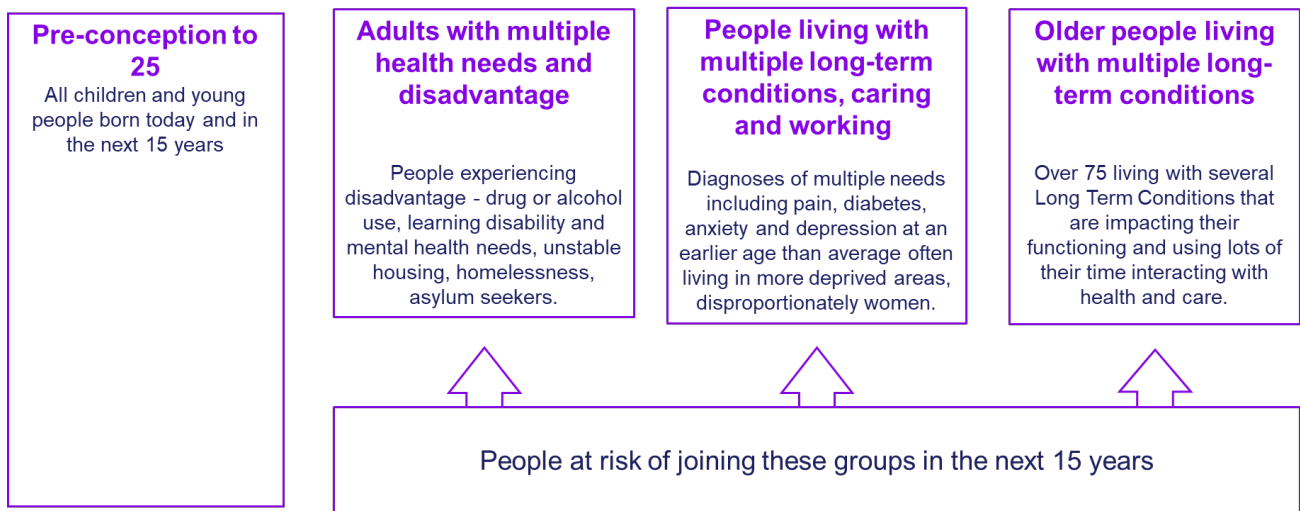 Pre-conception to
25
All children and young
people born today and in
the next 15 years
Adults with multiple
health needs and
disadvantage
People experiencing
disadvantage - drug or alcohol
use, learning disability and
mental health needs, unstable
housing, homelessness,
asylum seekers.
People living with
multiple long-term
conditions, caring
and working
Diagnoses of multiple needs
including pain, diabetes,
anxiety and depression at an
earlier age than average often
living in more deprived areas,
disproportionately women.
Older people living
with multiple long-
term conditions
Over 75 living with several
Long Term Conditions that
are impacting their
functioning and using lots of
their time interacting with
health and care.
People at risk of joining these groups in the next 15 years